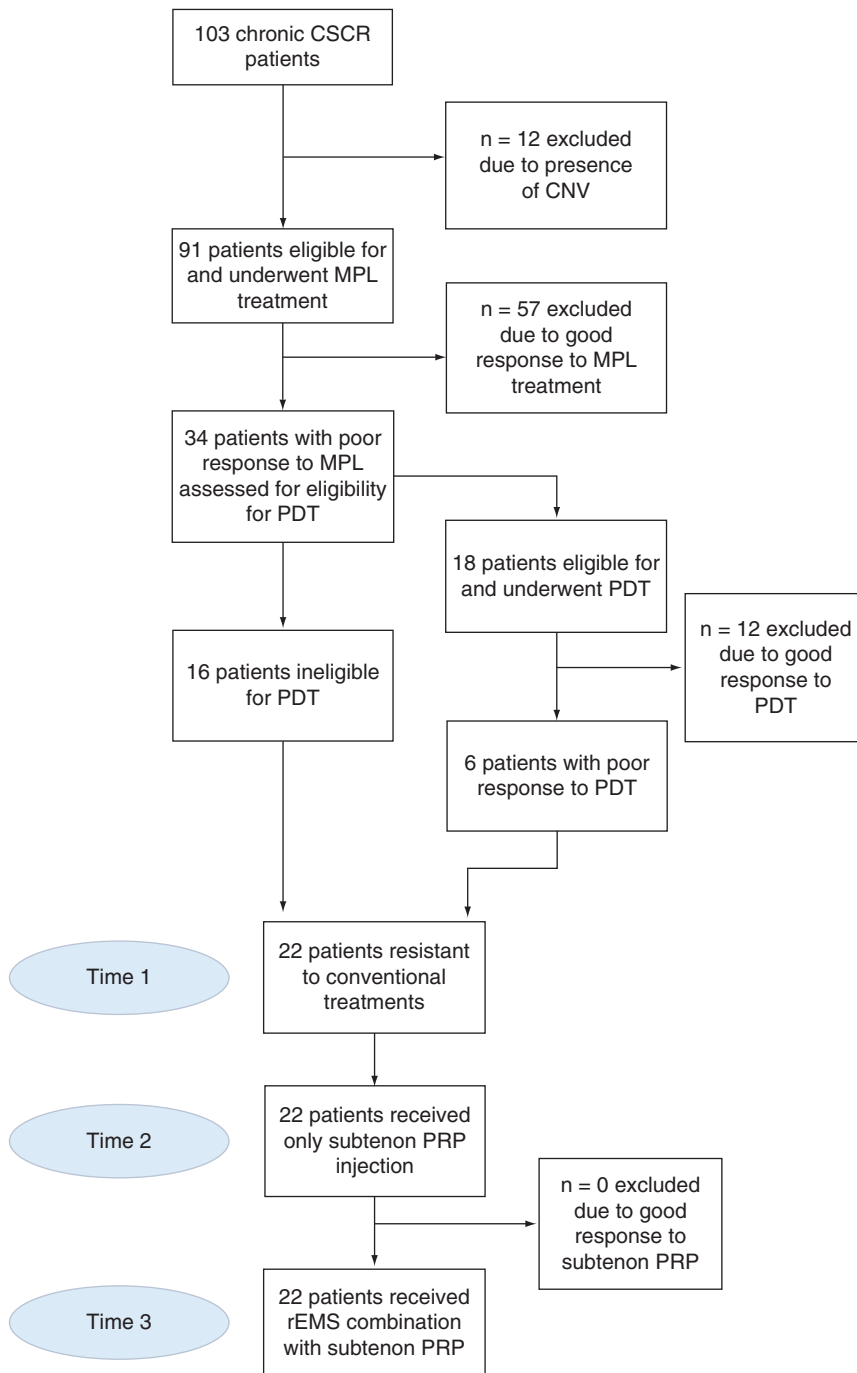 103 chronic CSCR
patients
n = 12 excluded
due to presence
of CNV
91 patients eligible for
and underwent MPL
treatment
n = 57 excluded
due to good
response to MPL
treatment
34 patients with poor
response to MPL
assessed for eligibility
for PDT
18 patients eligible for
and underwent PDT
n = 12 excluded
due to good
response to
PDT
16 patients ineligible
for PDT
6 patients with poor
response to PDT
Time 1
22 patients resistant
to conventional
treatments
Time 2
22 patients received
only subtenon PRP
injection
n = 0 excluded
due to good
response to
subtenon PRP
Time 3
22 patients received
rEMS combination
with subtenon PRP